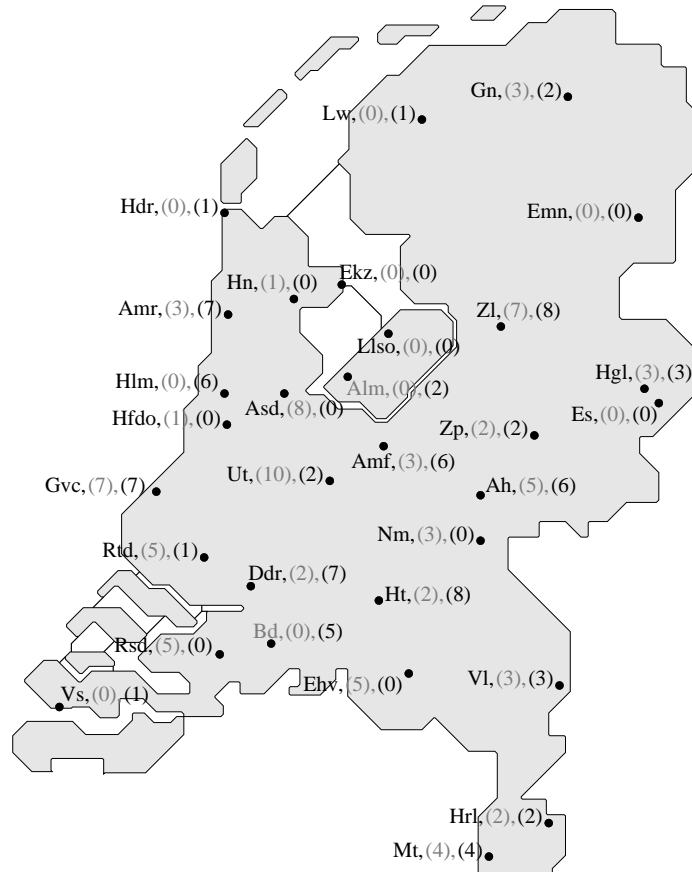 Gn, (3), (2)
Lw, (0), (1)
Hdr, (0), (1)
Emn, (0), (0)
Ekz, (0), (0)
Hn, (1), (0)
Amr, (3), (7)
Zl, (7), (8)
Llso, (0), (0)
Hgl, (3), (3)
Hlm, (0), (6)
Alm, (0), (2)
Asd, (8), (0)
Es, (0), (0)
Hfdo, (1), (0)
Zp, (2), (2)
Amf, (3), (6)
Ut, (10), (2)
Gvc, (7), (7)
Ah, (5), (6)
Nm, (3), (0)
Rtd, (5), (1)
Ddr, (2), (7)
Ht, (2), (8)
Bd, (0), (5)
Rsd, (5), (0)
Ehv, (5), (0)
Vl, (3), (3)
Vs, (0), (1)
Hrl, (2), (2)
Mt, (4), (4)